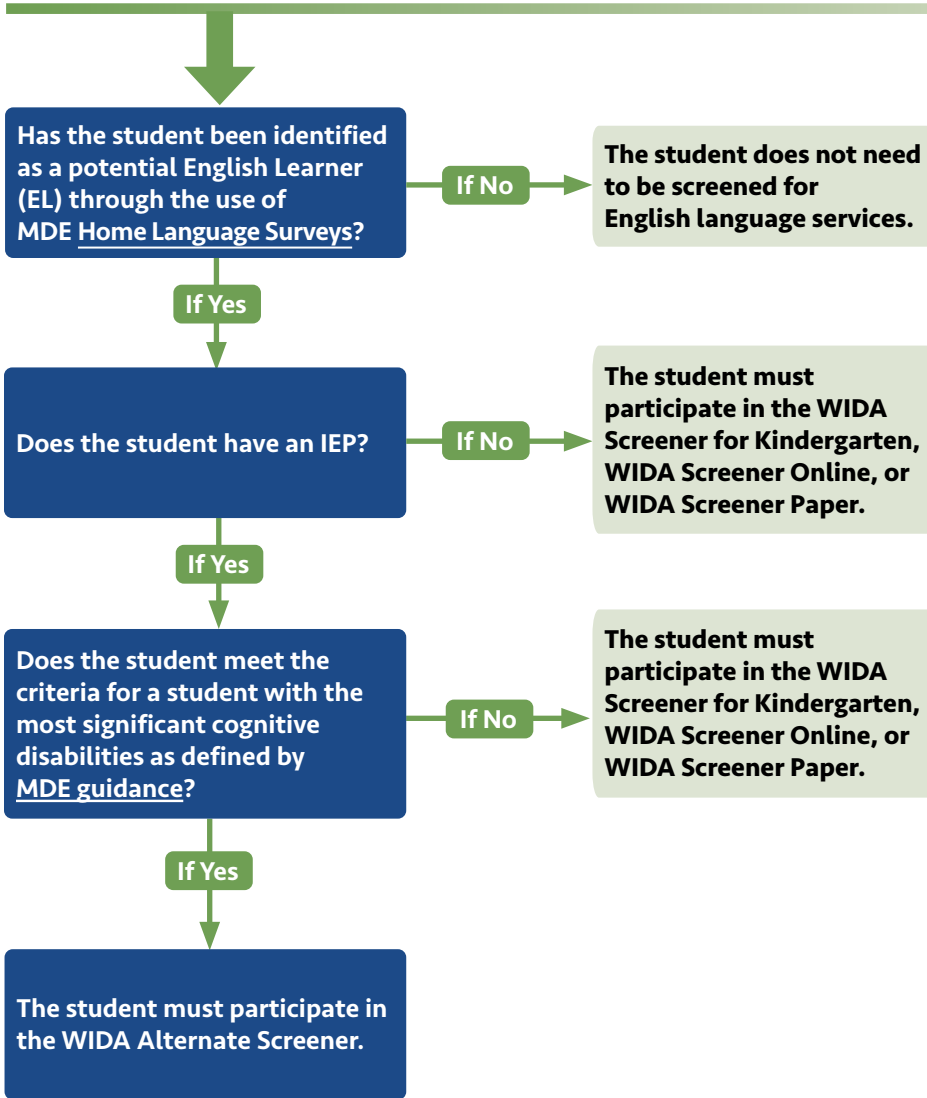 Has the student been identified
as a potential English Learner
(EL) through the use of
MDE Home Language Surveys?
If No
The student does not need
to be screened for
English language services.
If Yes
Does the student have an IEP?
If No
The student must
participate in the WIDA
Screener for Kindergarten,
WIDA Screener Online, or
WIDA Screener Paper.
If Yes
Does the student meet the
criteria for a student with the
most significant cognitive
disabilities as defined by
MDE guidance?
If No
The student must
participate in the WIDA
Screener for Kindergarten,
WIDA Screener Online, or
WIDA Screener Paper.
If Yes
The student must participate in
the WIDA Alternate Screener.